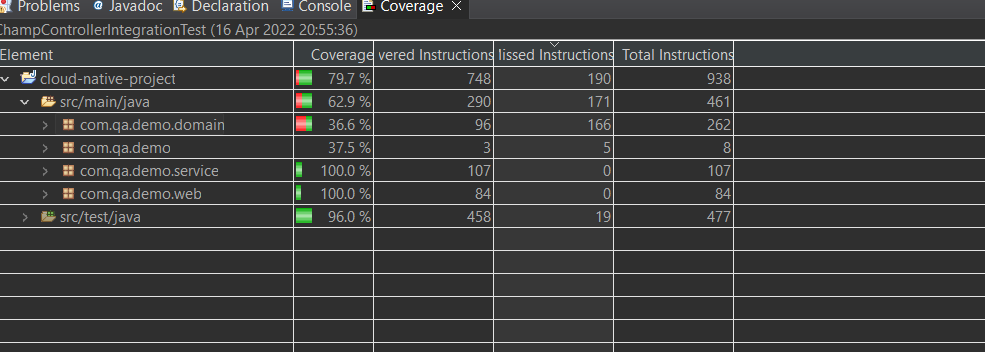 Problems @ Javadoc Declaration Console Coverage
ChampControllerIntegrationTest (16 Apr 2022 20:55:36)
Element Coverage vered Instructions lissed Instructions Total Instructions
cloud-native-project 79.7 % 748 190 938
src/main/java 62.9 % 290 171 461
com.qa.demo.domain 36.6 % 96 166 262
com.qa.demo 37.5 % 3 5 8
com.qa.demo.service 100.0 % 107 0 107
com.qa.demo.web 100.0 % 84 0 84
src/test/java 96.0 % 458 19 477